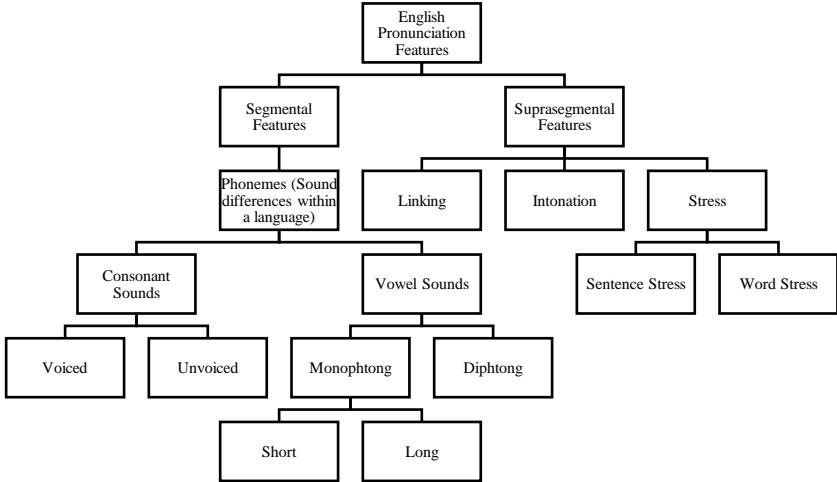 English
Pronunciation
Features
Segmental
Features
Suprasegmental
Features
Phonemes (Sound
differences within
a language)
Linking
Intonation
Stress
Consonant
Sounds
Vowel Sounds
Sentence Stress
Word Stress
Voiced
Unvoiced
Monophtong
Diphtong
Short
Long